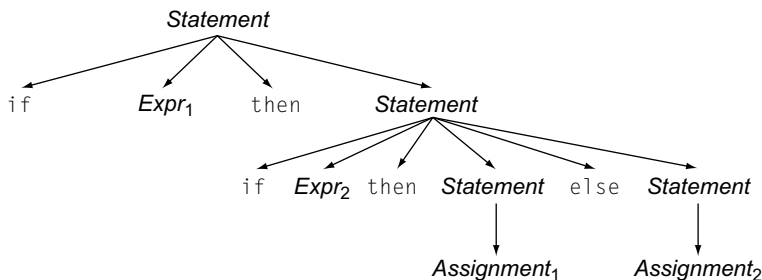 Statement
if Expr₁ then Statement
if Expr₂ then Statement else Statement
Assignment₁ Assignment₂